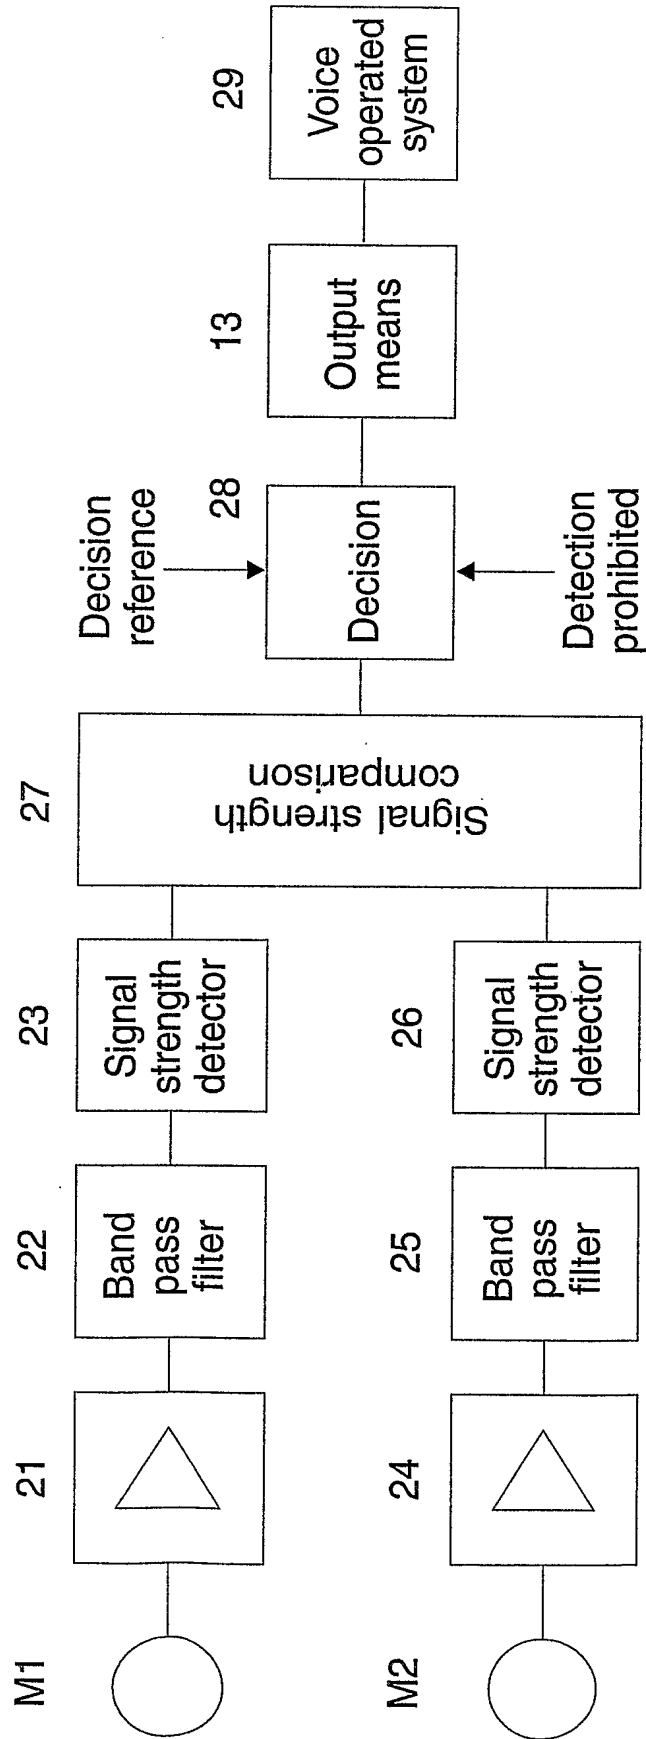 M1
21
22
Band
pass
filter
23
Signal
strength
detector
27
Signal strength
comparison
Decision
reference
28
Decision
Detection
prohibited
13
Output
means
29
Voice
operated
system
M2
24
25
Band
pass
filter
26
Signal
strength
detector